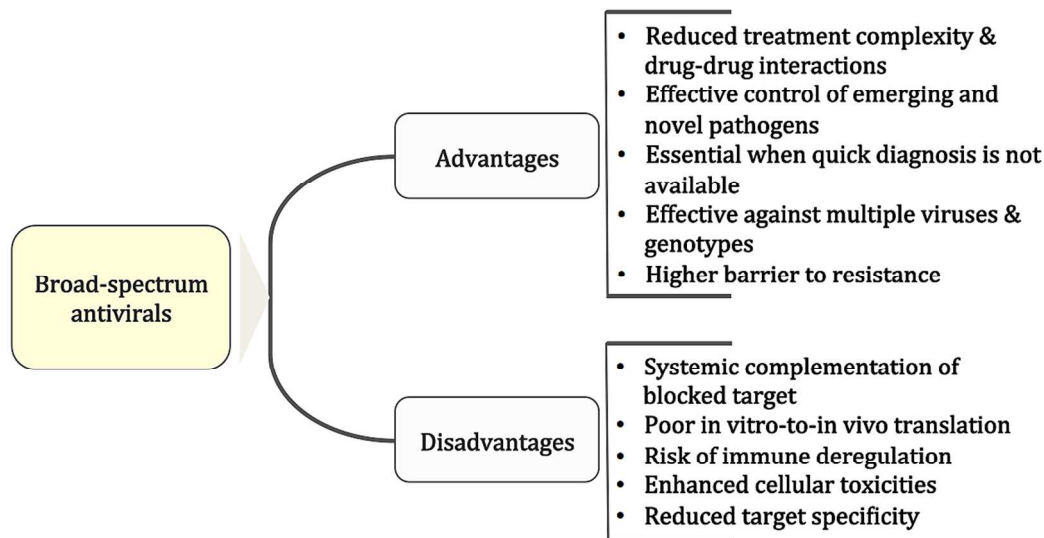 Broad-spectrum
antivirals
Advantages
• Reduced treatment complexity &
drug-drug interactions
• Effective control of emerging and
novel pathogens
• Essential when quick diagnosis is not
available
• Effective against multiple viruses &
genotypes
• Higher barrier to resistance
Disadvantages
• Systemic complementation of
blocked target
• Poor in vitro-to-in vivo translation
• Risk of immune deregulation
• Enhanced cellular toxicities
• Reduced target specificity